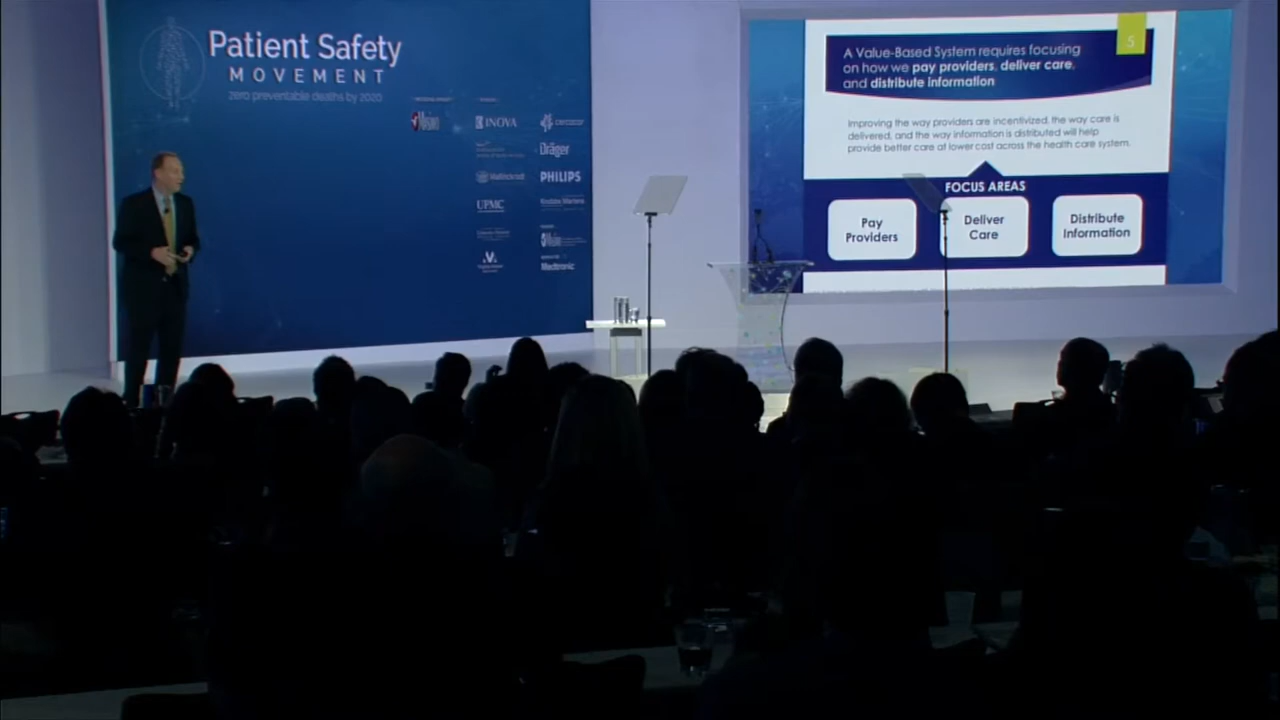 Patient Safety
MOVEMENT
zero preventable deaths by 2020
INOVA
Dräger
PHILIPS
UPMC
Medtronic
5
A Value-Based System requires focusing
on how we pay providers, deliver care,
and distribute information
Improving the way providers are incentivized, the way care is
delivered, and the way information is distributed will help
provide better care at lower cost across the health care system.
FOCUS AREAS
Pay
Providers
Deliver
Care
Distribute
Information